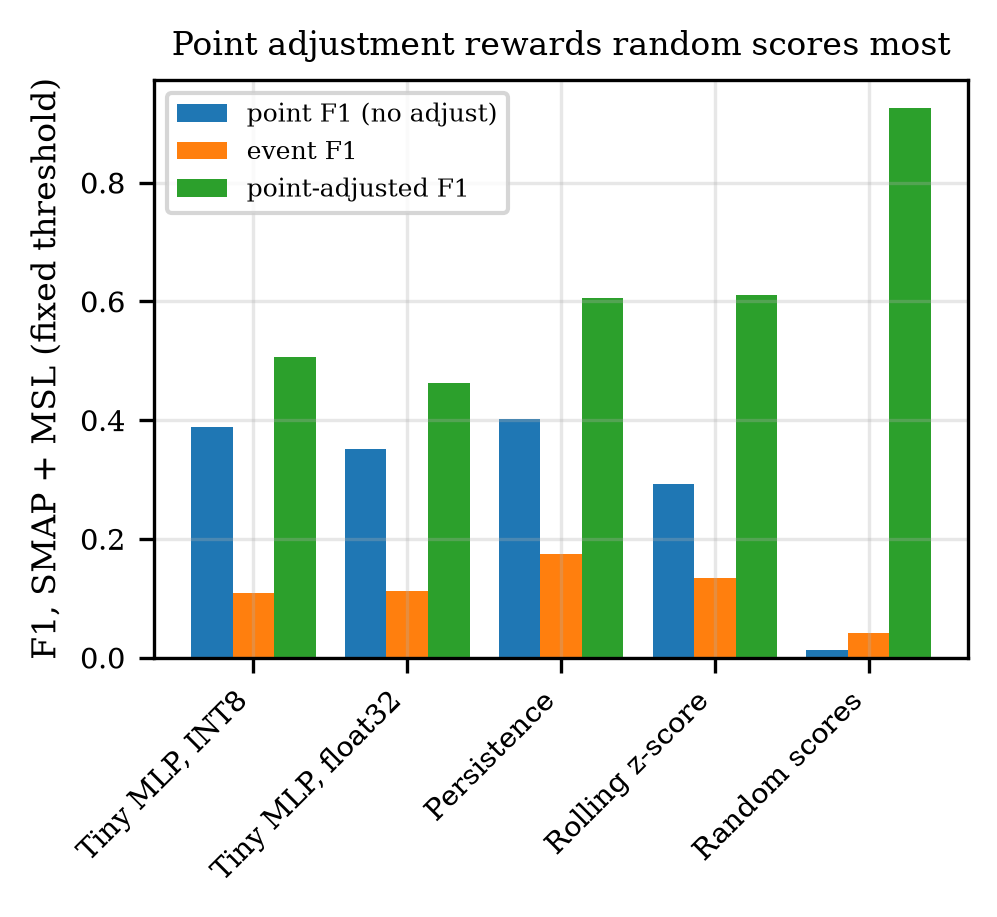 Point adjustment rewards random scores most
F1, SMAP + MSL (fixed threshold)
point F1 (no adjust)
event F1
point-adjusted F1
0.8
0.6
0.4
0.2
0.0
Tiny MLP, INT8
Tiny MLP, float32
Persistence
Rolling z-score
Random scores